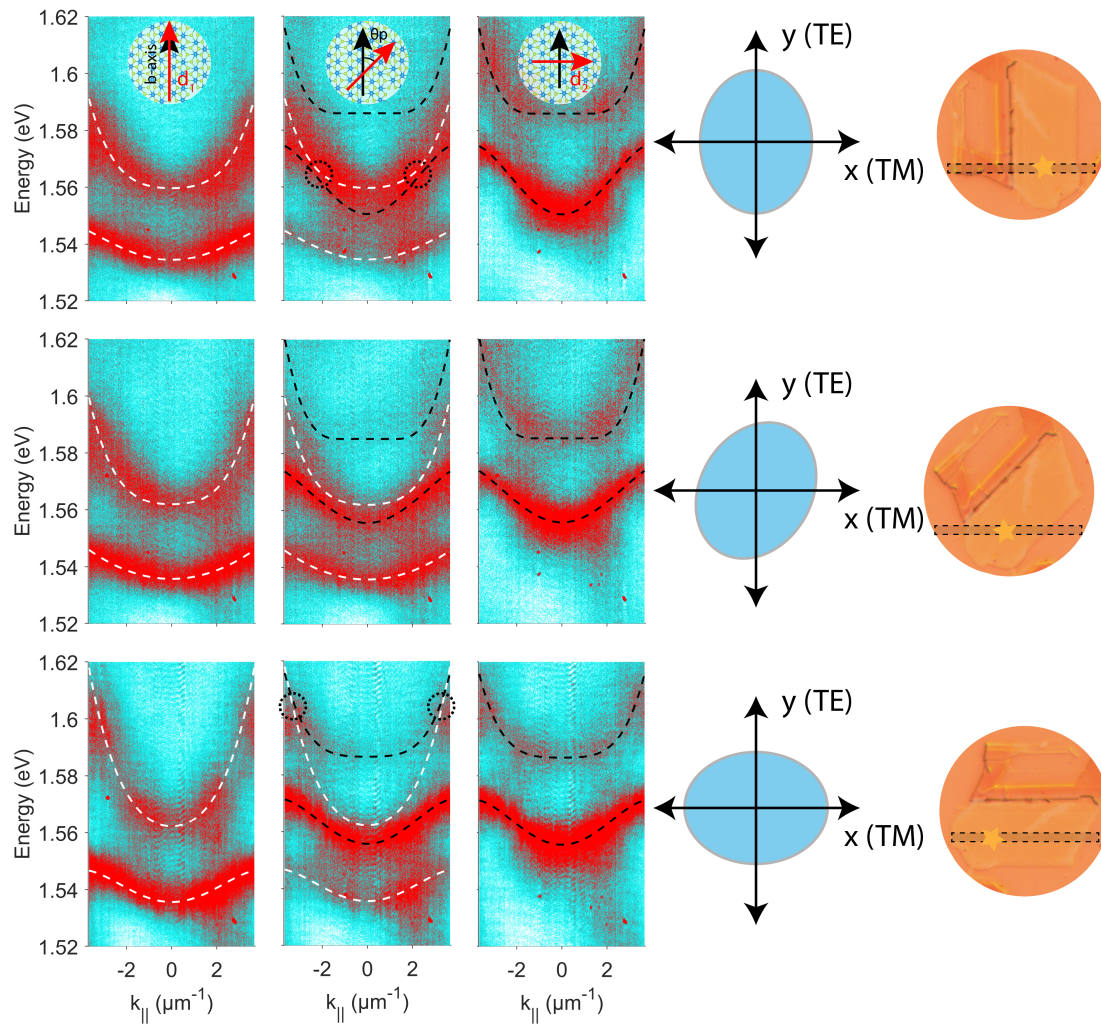 1.62
1.6
1.58
1.56
1.54
1.52
Energy (eV)
b-axis
d1
θp
d2
y (TE)
x (TM)
1.62
1.6
1.58
1.56
1.54
1.52
Energy (eV)
y (TE)
x (TM)
1.62
1.6
1.58
1.56
1.54
1.52
Energy (eV)
y (TE)
x (TM)
-2 0 2
-2 0 2
-2 0 2
k|| (μm-1)
k|| (μm-1)
k|| (μm-1)